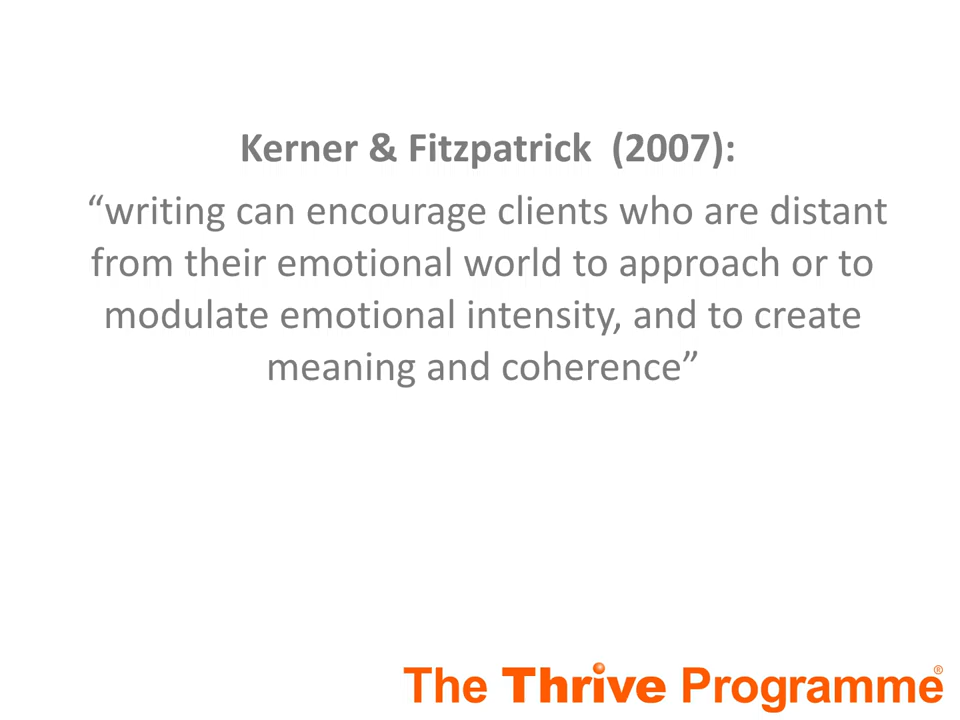 Kerner & Fitzpatrick (2007):
“writing can encourage clients who are distant
from their emotional world to approach or to
modulate emotional intensity, and to create
meaning and coherence”
The Thrive Programme®